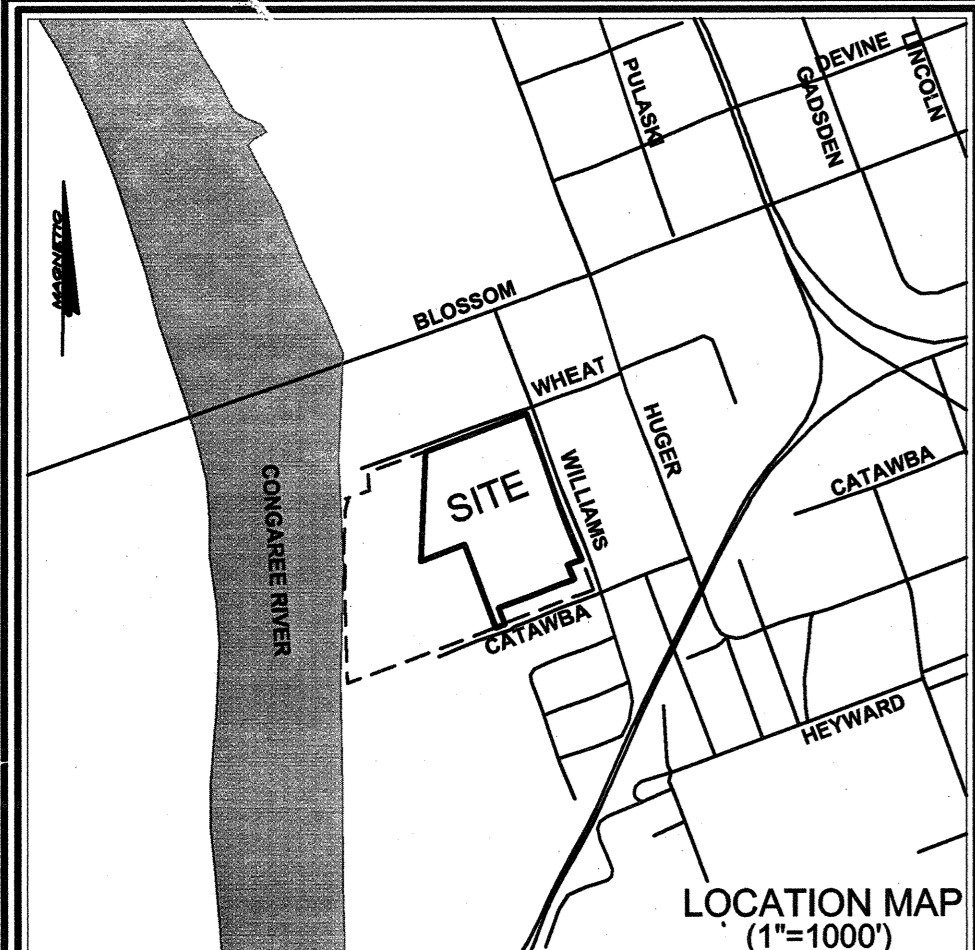 PULASKI
DEVINE
LINCOLN
GADSDEN
MAGNETIC
BLOSSOM
WHEAT
HUGER
WILLIAMS
SITE
CATAWBA
CONGAREE RIVER
CATAWBA
HEYWARD
LOCATION MAP
(1"=1000')